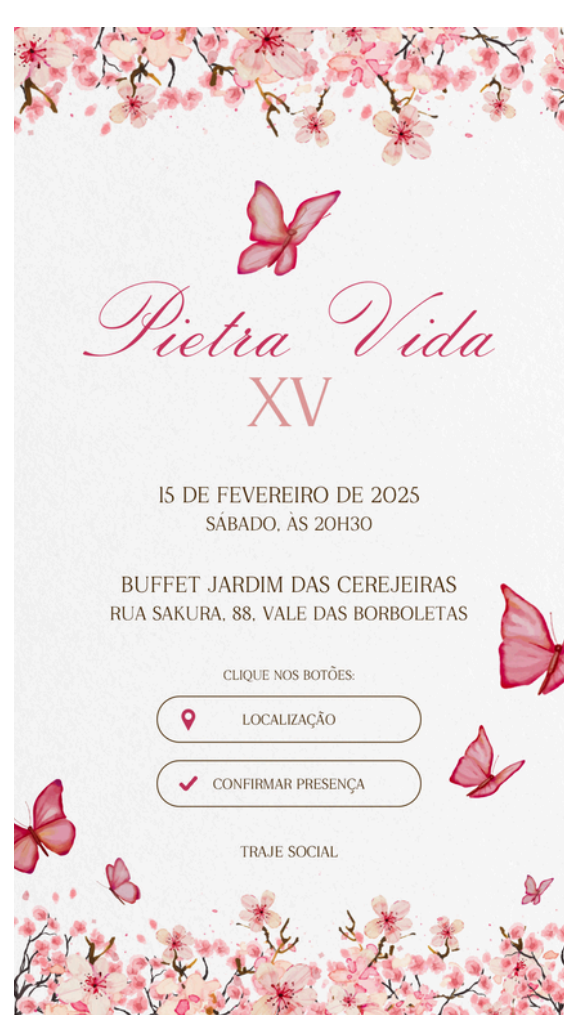 Pietra Vida
XV
15 DE FEVEREIRO DE 2025
SÁBADO, ÀS 20H30
BUFFET JARDIM DAS CEREJEIRAS
RUA SAKURA, 88, VALE DAS BORBOLETAS
CLIQUE NOS BOTÕES:
LOCALIZAÇÃO
CONFIRMAR PRESENÇA
TRAJE SOCIAL